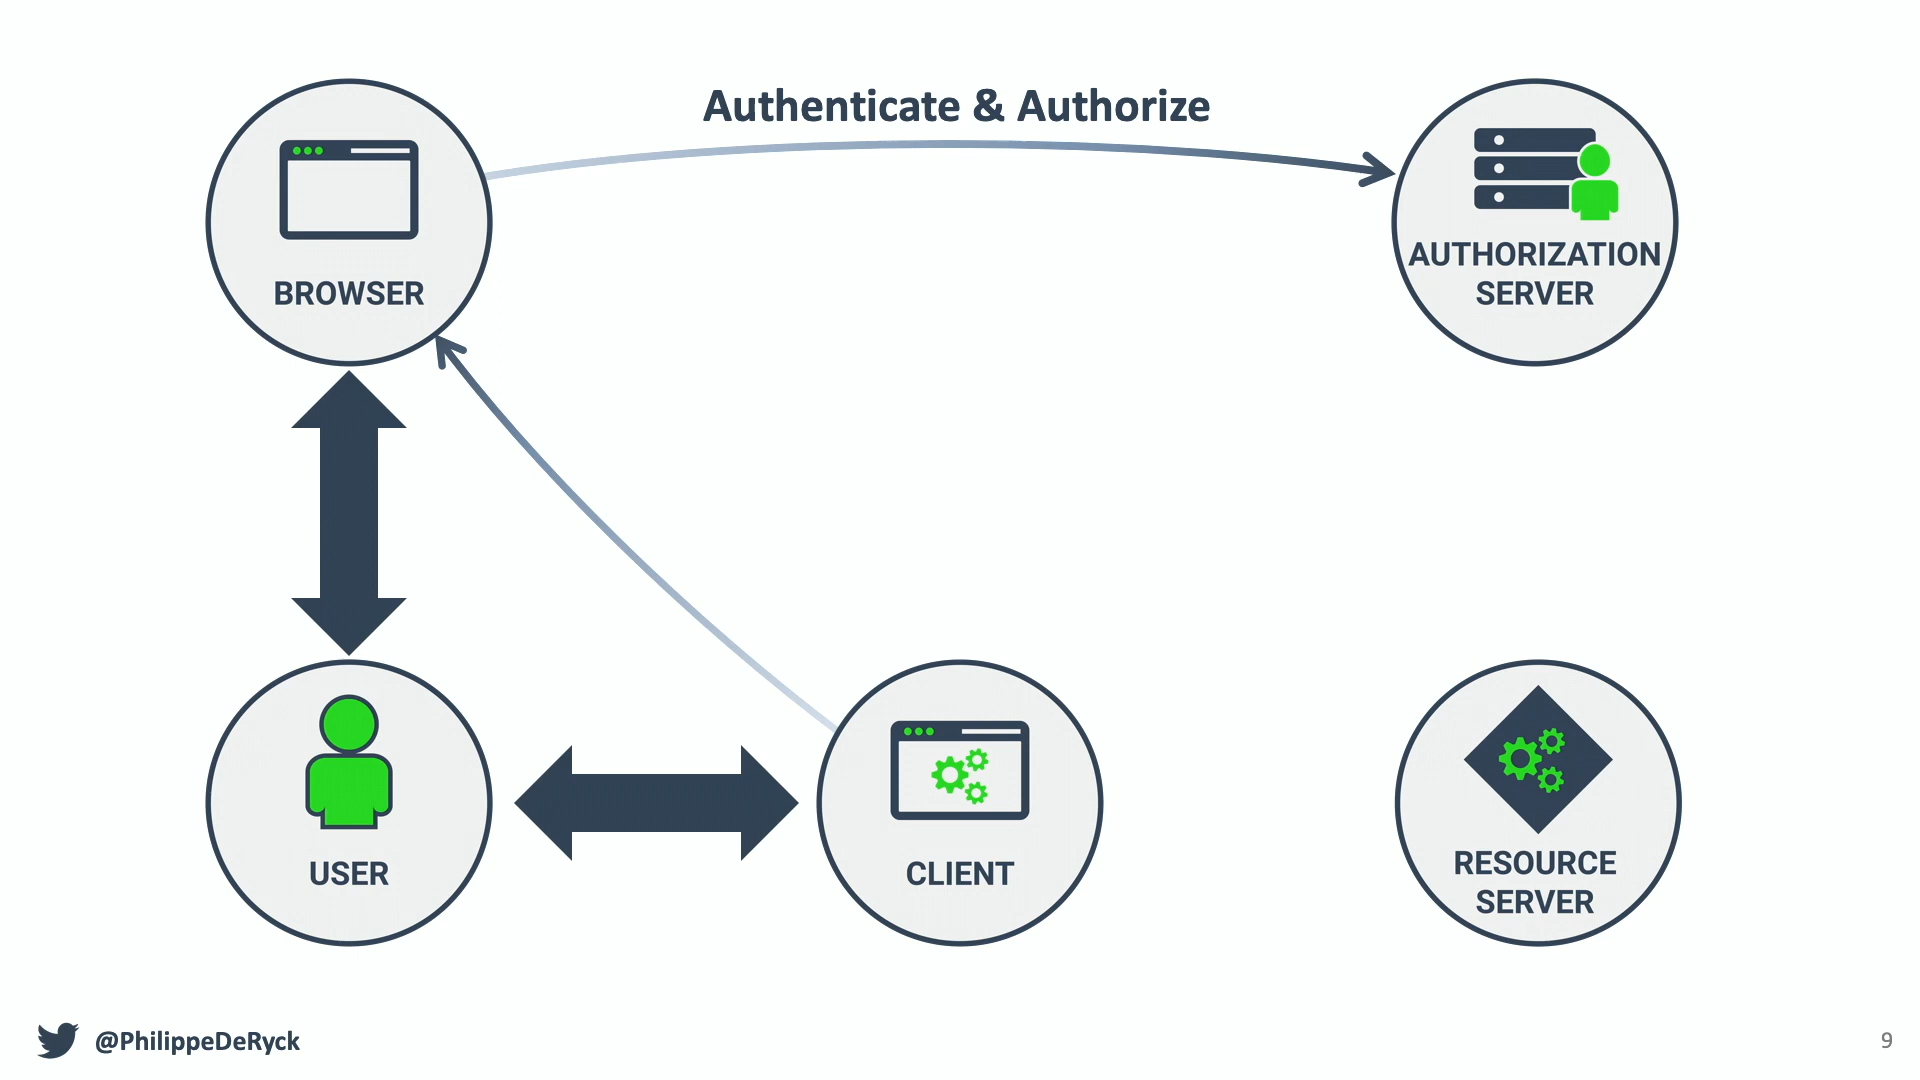 Authenticate & Authorize
BROWSER
AUTHORIZATION
SERVER
USER
CLIENT
RESOURCE
SERVER
@PhilippeDeRyck
9